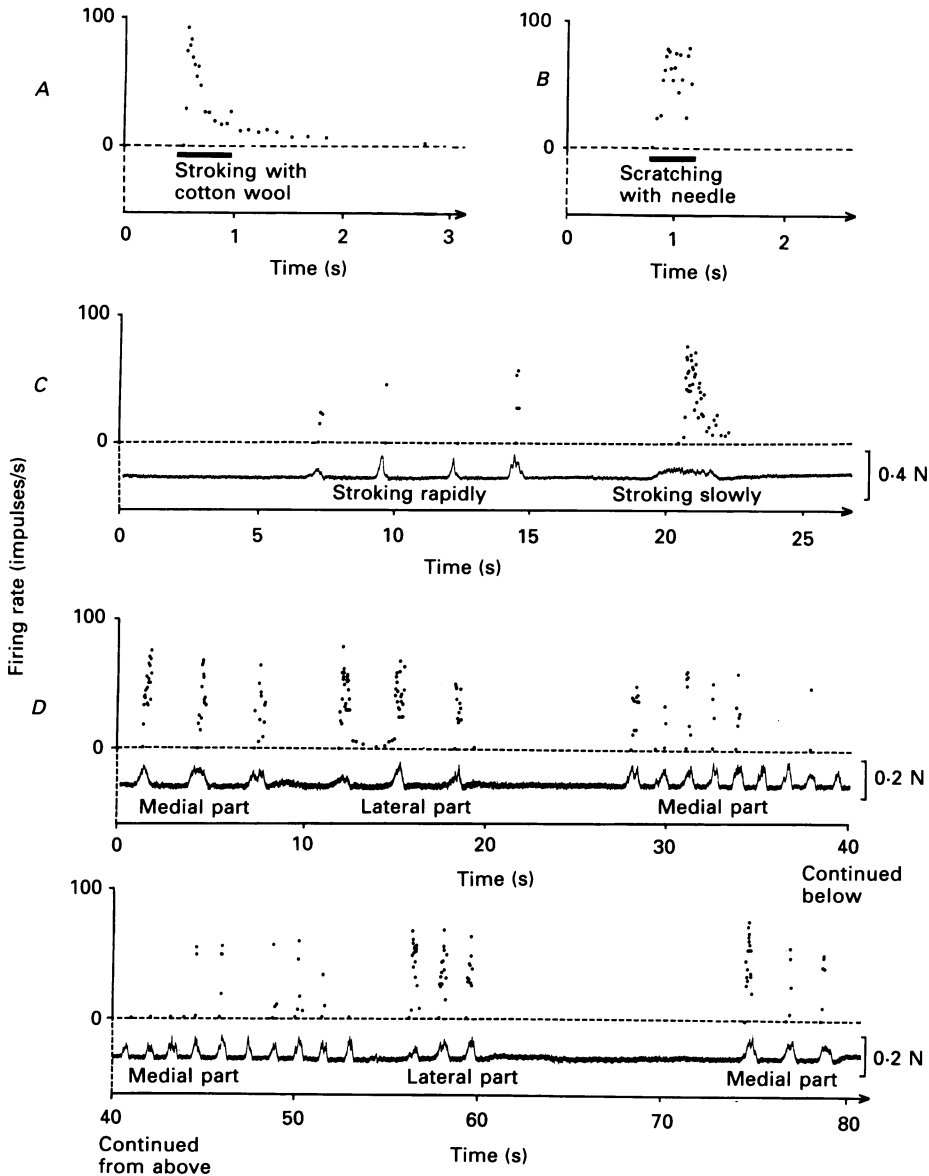 Firing rate (impulses/s)
A
100
0
Stroking with
cotton wool
0 1 2 3
Time (s)
B
100
0
Scratching
with needle
0 1 2
Time (s)
C
100
0
0·4 N
Stroking rapidly Stroking slowly
0 5 10 15 20 25
Time (s)
D
100
0
0·2 N
Medial part Lateral part Medial part
0 10 20 30 40
Time (s)
Continued
below
100
0
0·2 N
Medial part Lateral part Medial part
40 50 60 70 80
Continued
from above
Time (s)